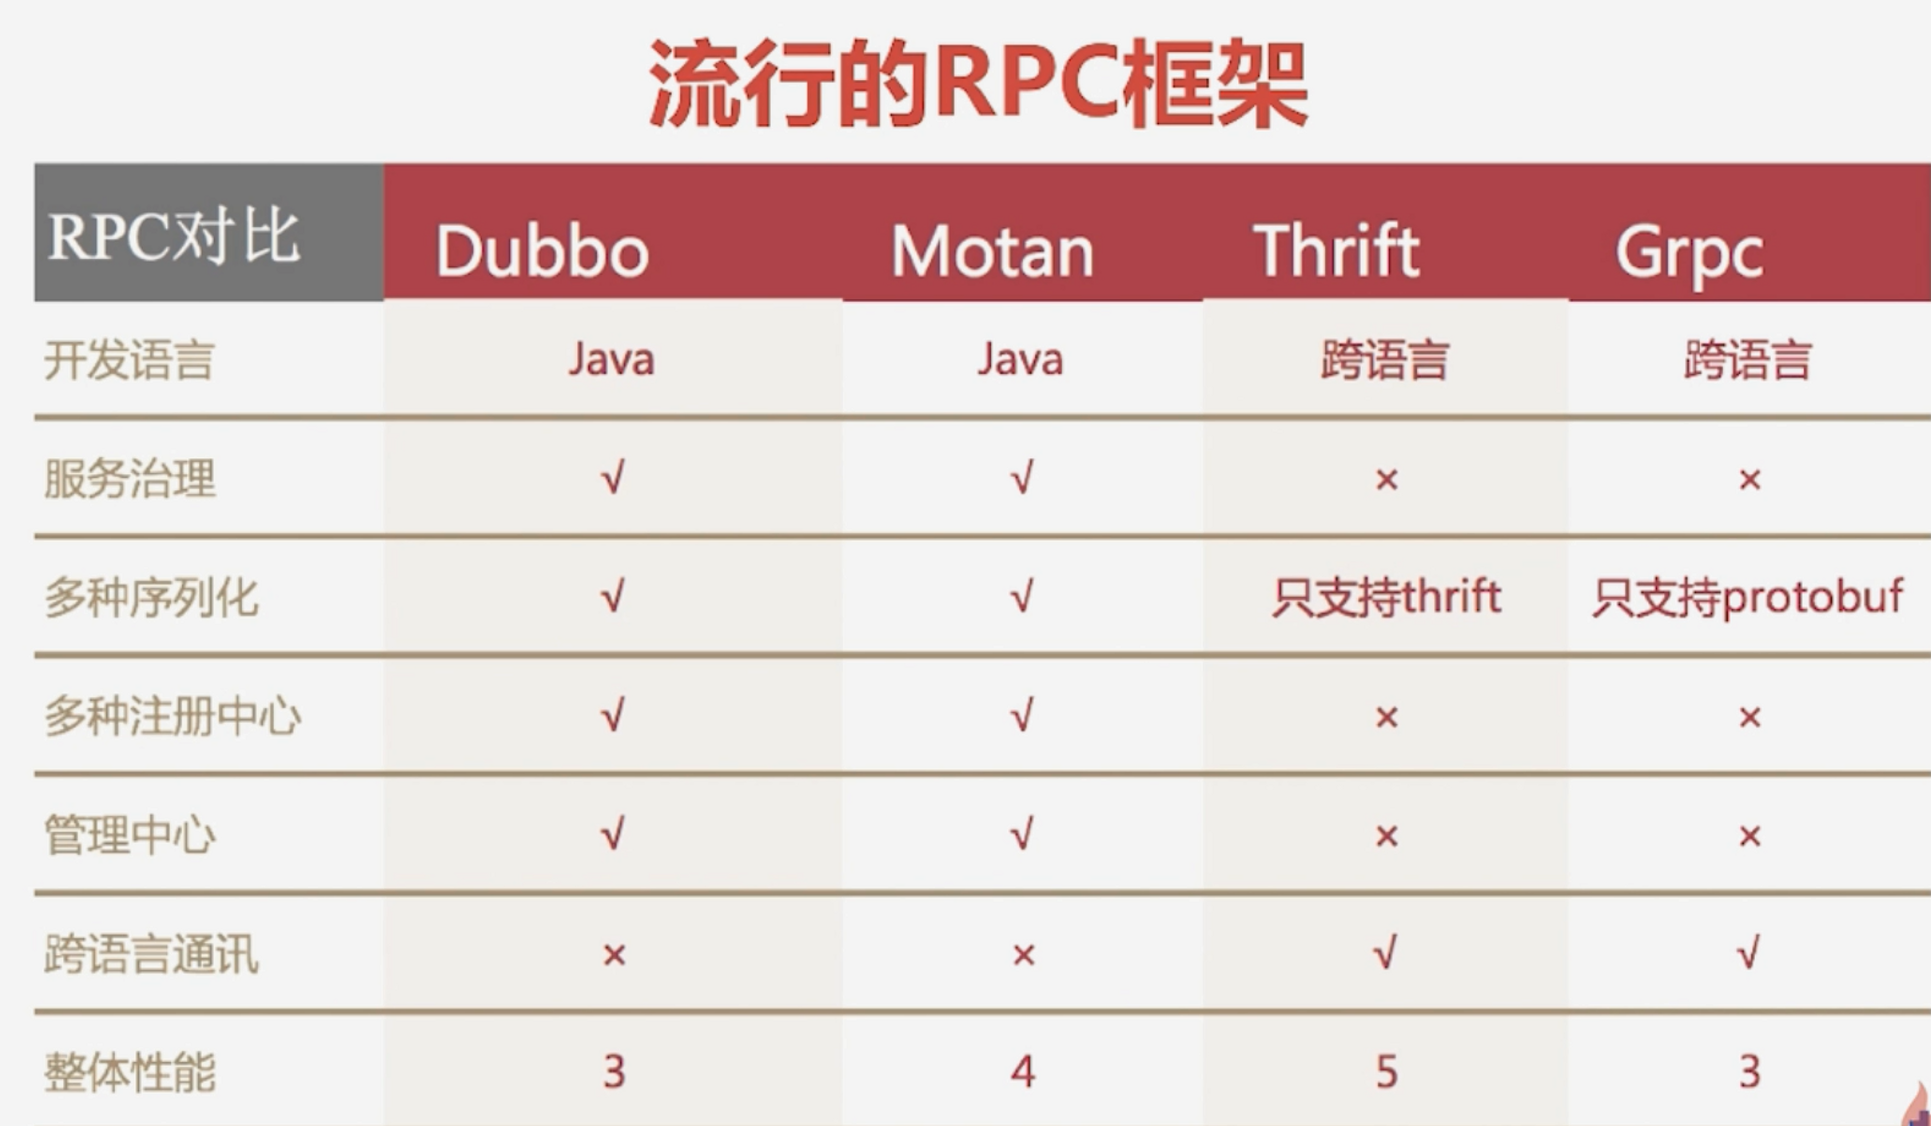 流行的RPC框架
RPC对比 Dubbo Motan Thrift Grpc
开发语言 Java Java 跨语言 跨语言
服务治理 √ √ × ×
多种序列化 √ √ 只支持thrift 只支持protobuf
多种注册中心 √ √ × ×
管理中心 √ √ × ×
跨语言通讯 × × √ √
整体性能 3 4 5 3